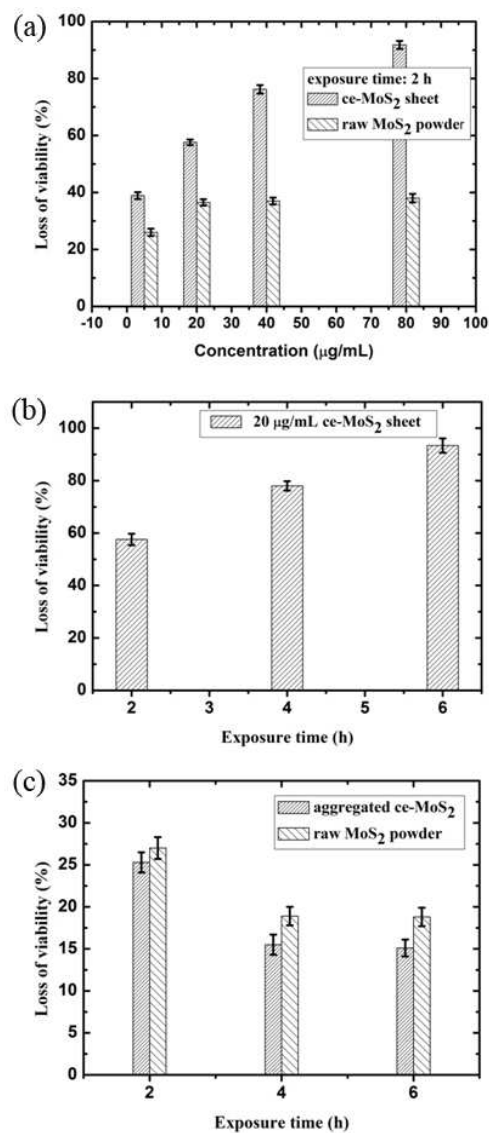 (a)
100
80
60
40
20
0
exposure time: 2 h
ce-MoS2 sheet
raw MoS2 powder
Loss of viability (%)
-10 0 10 20 30 40 50 60 70 80 90 100
Concentration (μg/mL)
(b)
100
80
60
40
20
0
20 μg/mL ce-MoS2 sheet
Loss of viability (%)
2 3 4 5 6
Exposure time (h)
(c)
35
30
25
20
15
10
5
0
aggregated ce-MoS2
raw MoS2 powder
Loss of viability (%)
2 4 6
Exposure time (h)